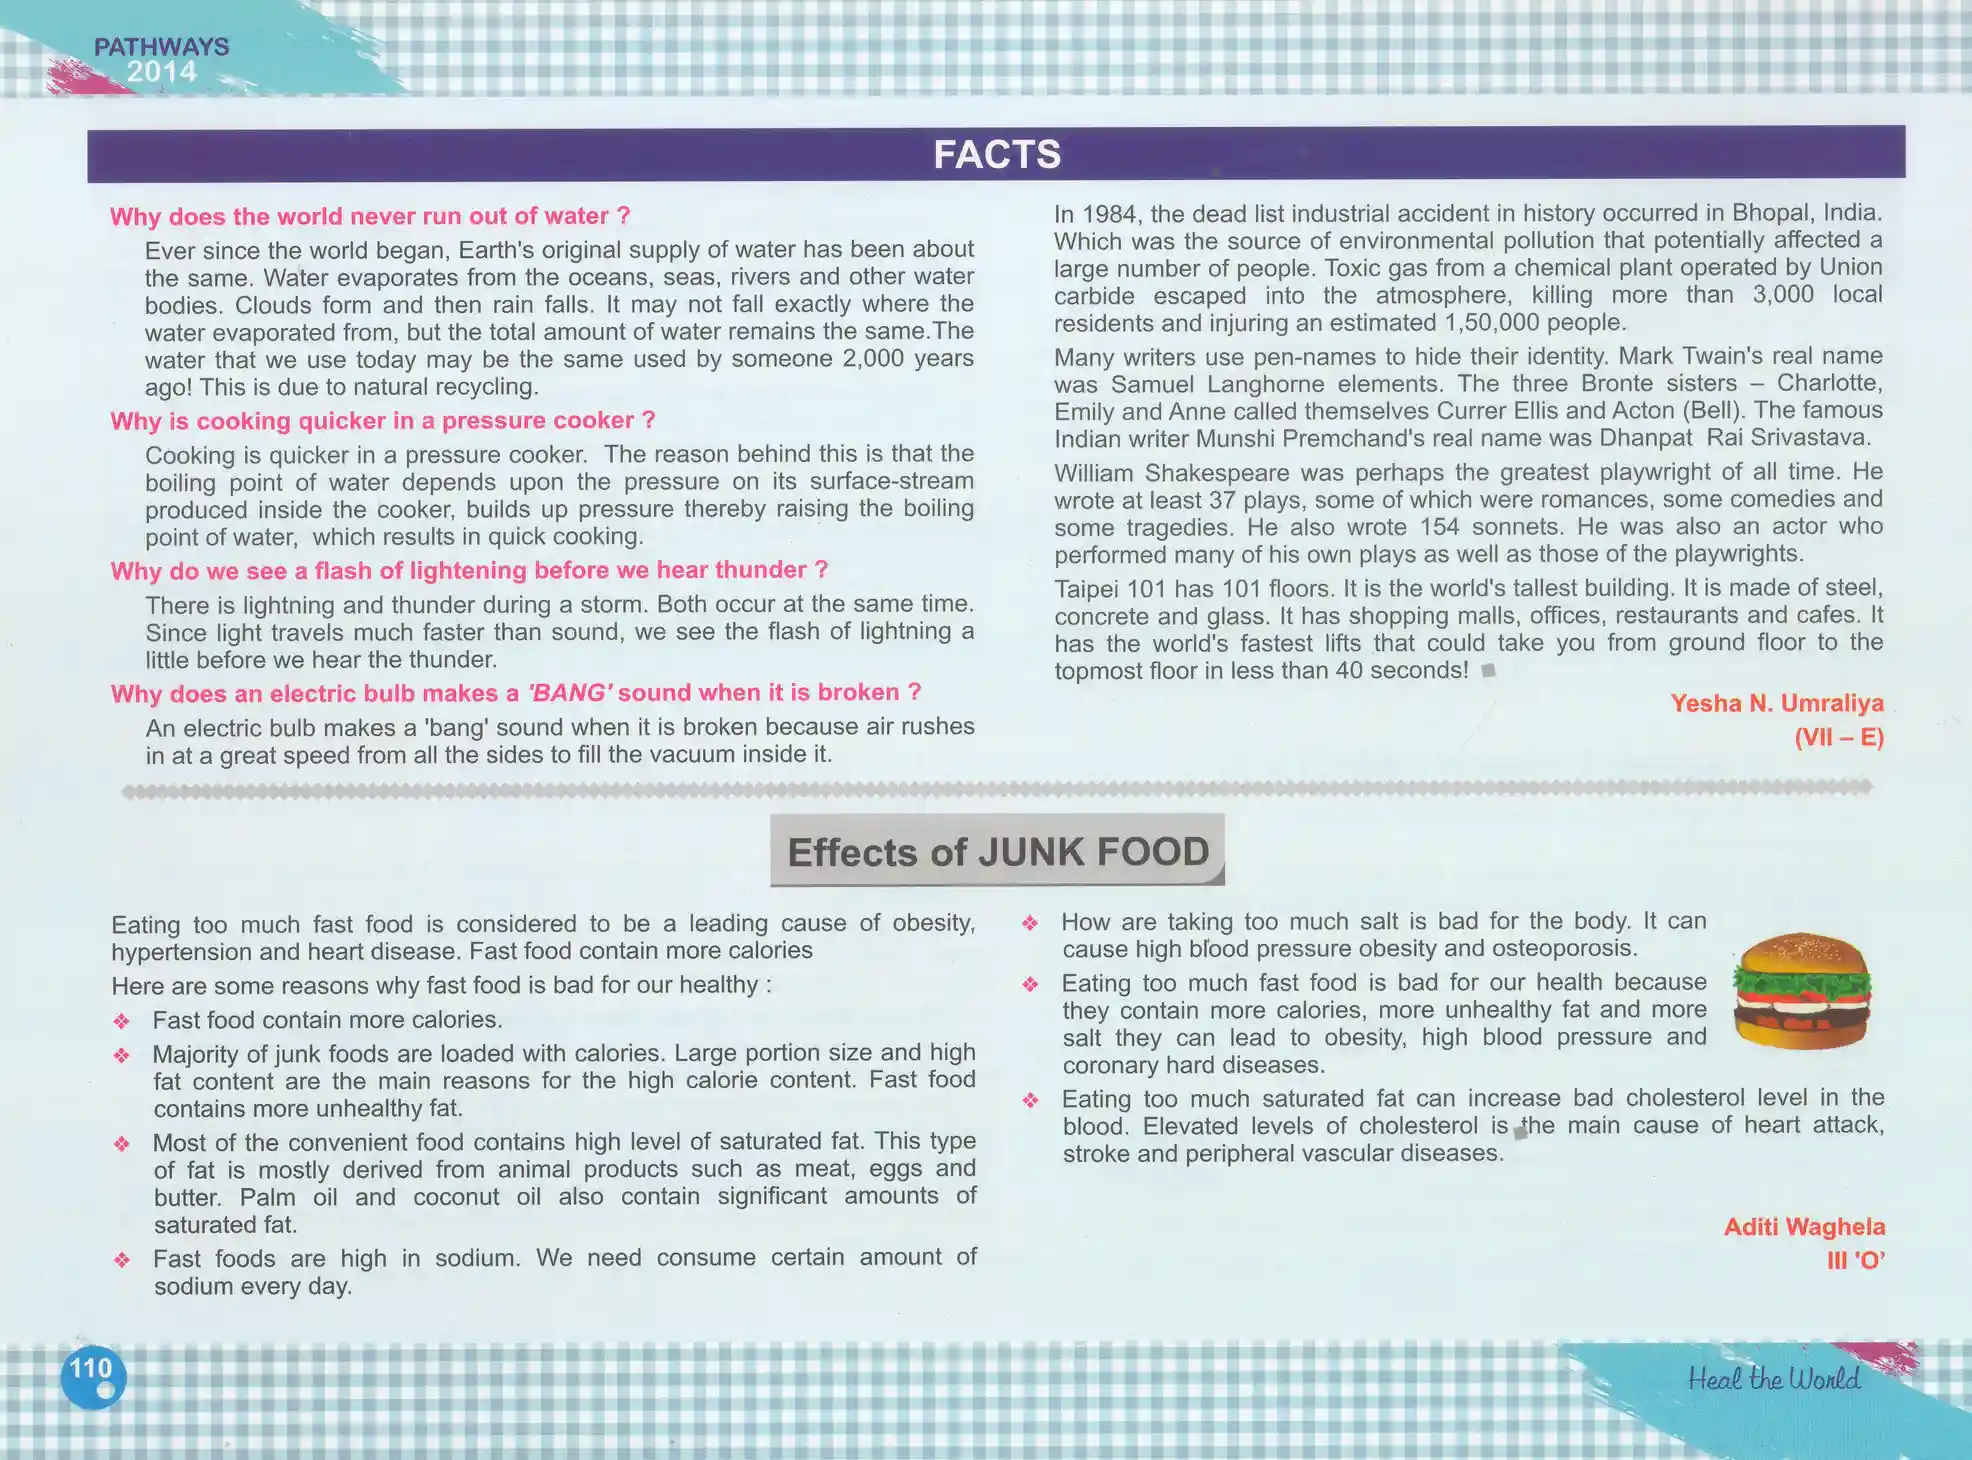 PATHWAYS
2014
FACTS
Why does the world never run out of water ?
Ever since the world began, Earth's original supply of water has been about
the same. Water evaporates from the oceans, seas, rivers and other water
bodies. Clouds form and then rain falls. It may not fall exactly where the
water evaporated from, but the total amount of water remains the same.The
water that we use today may be the same used by someone 2,000 years
ago! This is due to natural recycling.
Why is cooking quicker in a pressure cooker ?
Cooking is quicker in a pressure cooker. The reason behind this is that the
boiling point of water depends upon the pressure on its surface-stream
produced inside the cooker, builds up pressure thereby raising the boiling
point of water, which results in quick cooking.
Why do we see a flash of lightening before we hear thunder ?
There is lightning and thunder during a storm. Both occur at the same time.
Since light travels much faster than sound, we see the flash of lightning a
little before we hear the thunder.
Why does an electric bulb makes a 'BANG' sound when it is broken ?
An electric bulb makes a 'bang' sound when it is broken because air rushes
in at a great speed from all the sides to fill the vacuum inside it.
In 1984, the dead list industrial accident in history occurred in Bhopal, India.
Which was the source of environmental pollution that potentially affected a
large number of people. Toxic gas from a chemical plant operated by Union
carbide escaped into the atmosphere, killing more than 3,000 local
residents and injuring an estimated 1,50,000 people.
Many writers use pen-names to hide their identity. Mark Twain's real name
was Samuel Langhorne elements. The three Bronte sisters – Charlotte,
Emily and Anne called themselves Currer Ellis and Acton (Bell). The famous
Indian writer Munshi Premchand's real name was Dhanpat Rai Srivastava.
William Shakespeare was perhaps the greatest playwright of all time. He
wrote at least 37 plays, some of which were romances, some comedies and
some tragedies. He also wrote 154 sonnets. He was also an actor who
performed many of his own plays as well as those of the playwrights.
Taipei 101 has 101 floors. It is the world's tallest building. It is made of steel,
concrete and glass. It has shopping malls, offices, restaurants and cafes. It
has the world's fastest lifts that could take you from ground floor to the
topmost floor in less than 40 seconds!
Yesha N. Umraliya
(VII – E)
Effects of JUNK FOOD
Eating too much fast food is considered to be a leading cause of obesity,
hypertension and heart disease. Fast food contain more calories
Here are some reasons why fast food is bad for our healthy :
❖ Fast food contain more calories.
❖ Majority of junk foods are loaded with calories. Large portion size and high
fat content are the main reasons for the high calorie content. Fast food
contains more unhealthy fat.
❖ Most of the convenient food contains high level of saturated fat. This type
of fat is mostly derived from animal products such as meat, eggs and
butter. Palm oil and coconut oil also contain significant amounts of
saturated fat.
❖ Fast foods are high in sodium. We need consume certain amount of
sodium every day.
❖ How are taking too much salt is bad for the body. It can
cause high blood pressure obesity and osteoporosis.
❖ Eating too much fast food is bad for our health because
they contain more calories, more unhealthy fat and more
salt they can lead to obesity, high blood pressure and
coronary hard diseases.
❖ Eating too much saturated fat can increase bad cholesterol level in the
blood. Elevated levels of cholesterol is the main cause of heart attack,
stroke and peripheral vascular diseases.
Aditi Waghela
III 'O’
110
Heal the World